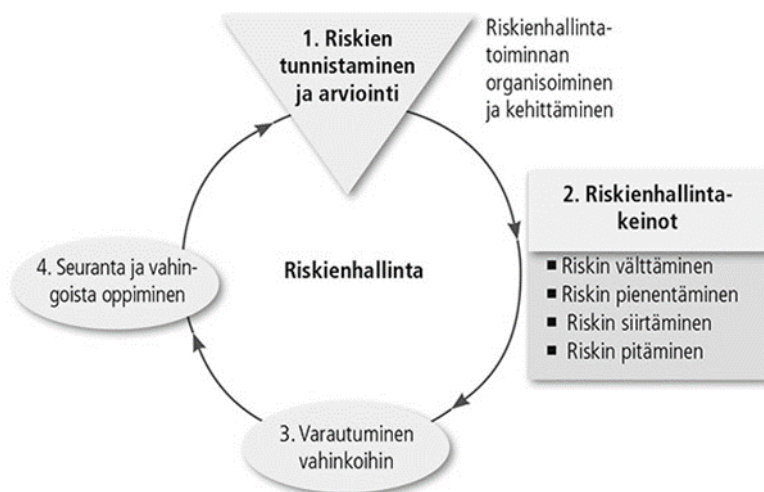 1. Riskien
tunnistaminen
ja arviointi
Riskienhallinta-
toiminnan
organisoiminen
ja kehittäminen
2. Riskienhallinta-
keinot
■ Riskin välttäminen
■ Riskin pienentäminen
■ Riskin siirtäminen
■ Riskin pitäminen
Riskienhallinta
3. Varautuminen
vahinkoihin
4. Seuranta ja vahin-
goista oppiminen